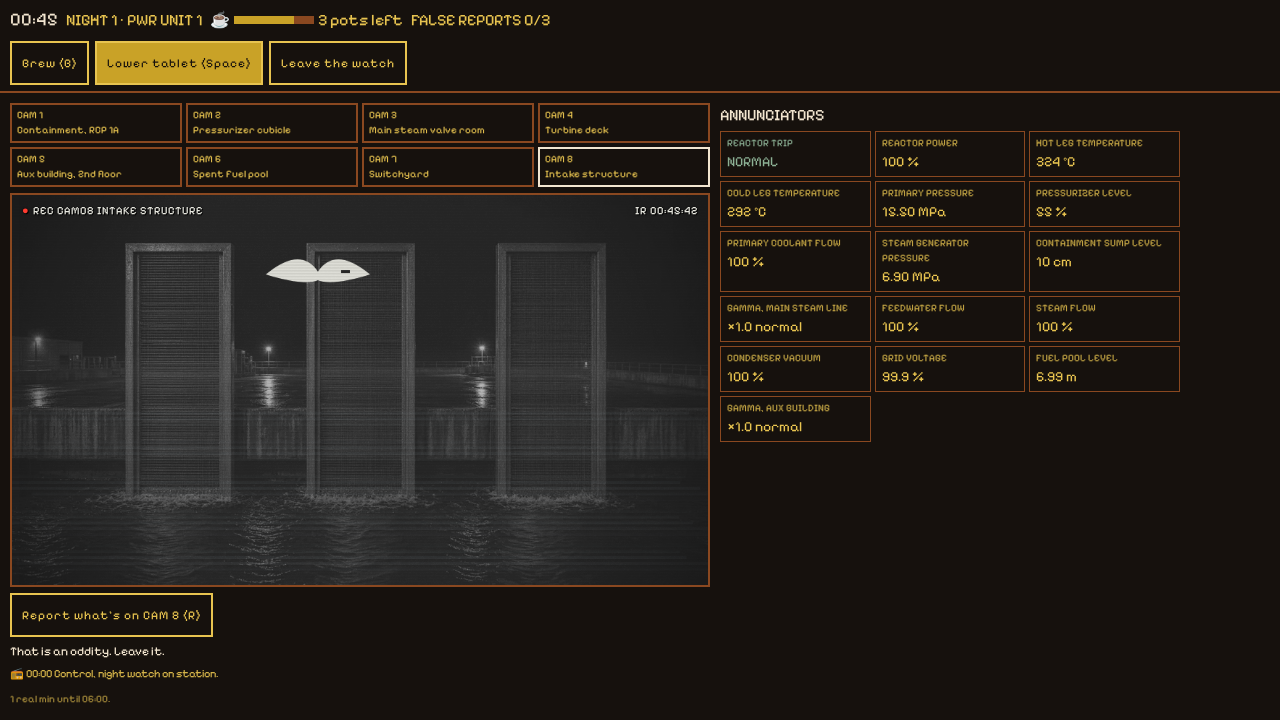 00:48 NIGHT 1 · PWR UNIT 1 ☕ 3 pots left FALSE REPORTS 0/3
Brew (B) Lower tablet (Space) Leave the watch
CAM 1 CAM 2 CAM 3 CAM 4
Containment, RCP 1A Pressurizer cubicle Main steam valve room Turbine deck
CAM 5 CAM 6 CAM 7 CAM 8
Aux building, 2nd floor Spent fuel pool Switchyard Intake structure
● REC CAM08 INTAKE STRUCTURE IR 00:48:42
Report what's on CAM 8 (R)
That is an oddity. Leave it.
📻 00:00 Control, night watch on station.
1 real min until 06:00.
ANNUNCIATORS
REACTOR TRIP REACTOR POWER HOT LEG TEMPERATURE
NORMAL 100 % 324 °C
COLD LEG TEMPERATURE PRIMARY PRESSURE PRESSURIZER LEVEL
292 °C 15.50 MPa 55 %
PRIMARY COOLANT FLOW STEAM GENERATOR PRESSURE CONTAINMENT SUMP LEVEL
100 % 6.90 MPa 10 cm
GAMMA, MAIN STEAM LINE FEEDWATER FLOW STEAM FLOW
×1.0 normal 100 % 100 %
CONDENSER VACUUM GRID VOLTAGE FUEL POOL LEVEL
100 % 99.9 % 6.99 m
GAMMA, AUX BUILDING
×1.0 normal